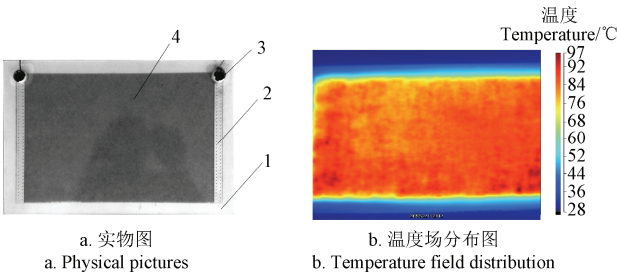 温度
Temperature/℃
4
3
2
1
97
92
84
76
68
60
52
44
36
28
a. 实物图
a. Physical pictures
b. 温度场分布图
b. Temperature field distribution